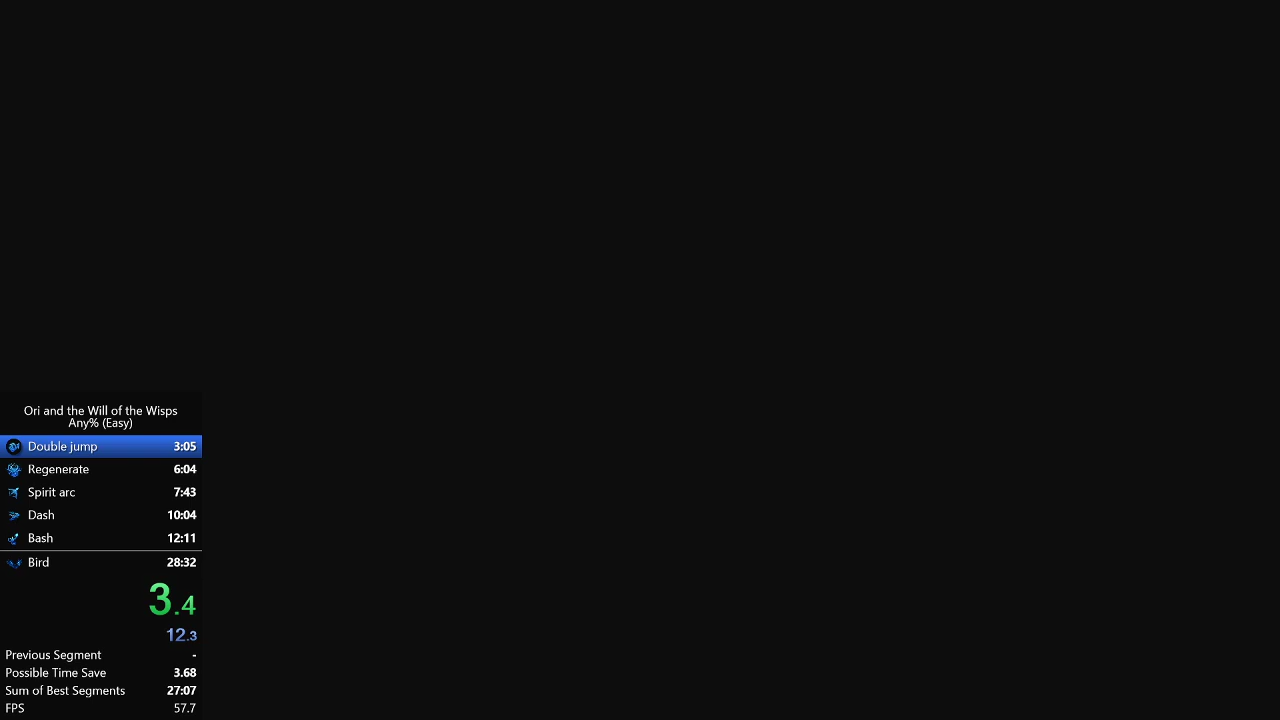 Ori and the Will of the Wisps
Any% (Easy)
Double jump 3:05
Regenerate 6:04
Spirit arc 7:43
Dash 10:04
Bash 12:11
Bird 28:32
3.4
12.3
Previous Segment -
Possible Time Save 3.68
Sum of Best Segments 27:07
FPS 57.7